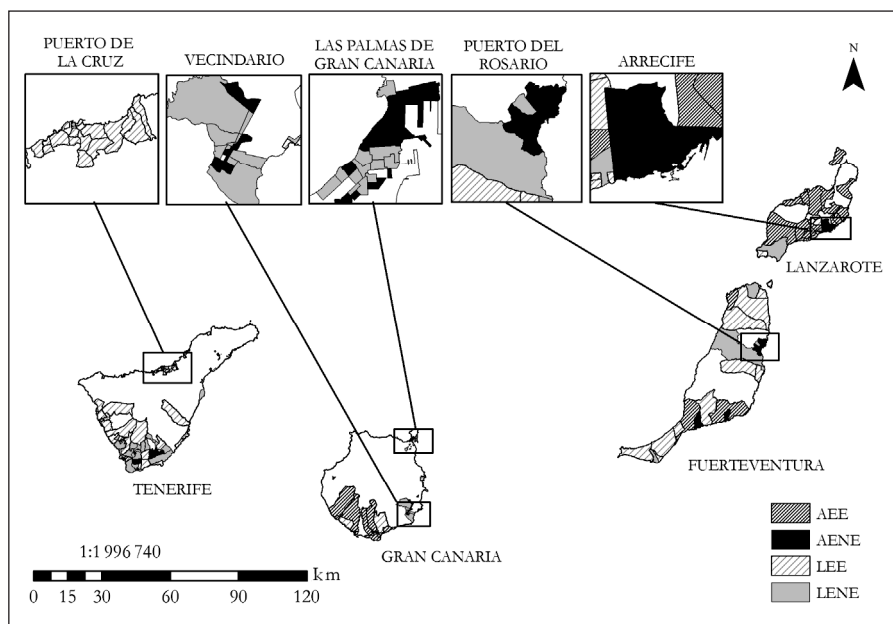 PUERTO DE
LA CRUZ
VECINDARIO
LAS PALMAS DE
GRAN CANARIA
PUERTO DEL
ROSARIO
ARRECIFE
N
LANZAROTE
FUERTEVENTURA
TENERIFE
GRAN CANARIA
1:1 996 740
km
0 15 30 60 90 120
AEE
AENE
LEE
LENE